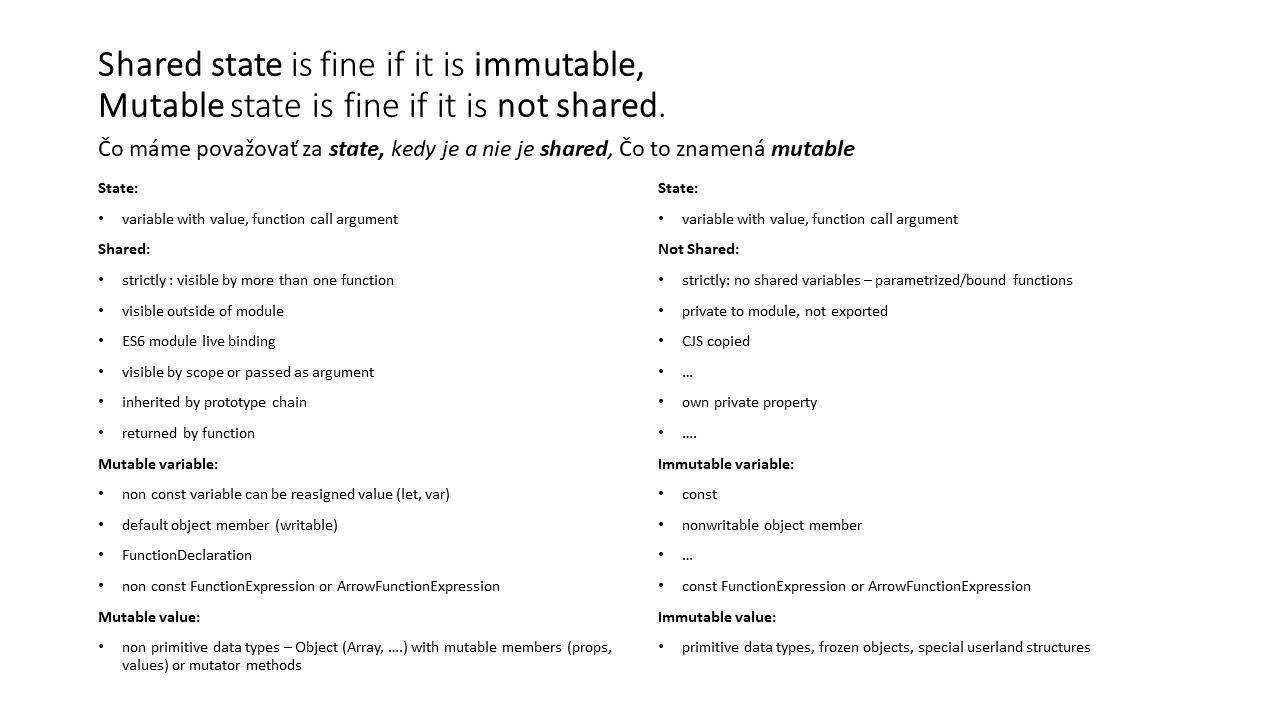 Shared state is fine if it is immutable,
Mutable state is fine if it is not shared.
Čo máme považovať za state, kedy je a nie je shared, Čo to znamená mutable
State:
• variable with value, function call argument
Shared:
• strictly : visible by more than one function
• visible outside of module
• ES6 module live binding
• visible by scope or passed as argument
• inherited by prototype chain
• returned by function
Mutable variable:
• non const variable can be reasigned value (let, var)
• default object member (writable)
• FunctionDeclaration
• non const FunctionExpression or ArrowFunctionExpression
Mutable value:
• non primitive data types – Object (Array, ….) with mutable members (props,
values) or mutator methods
State:
• variable with value, function call argument
Not Shared:
• strictly: no shared variables – parametrized/bound functions
• private to module, not exported
• CJS copied
• …
• own private property
• ….
Immutable variable:
• const
• nonwritable object member
• …
• const FunctionExpression or ArrowFunctionExpression
Immutable value:
• primitive data types, frozen objects, special userland structures